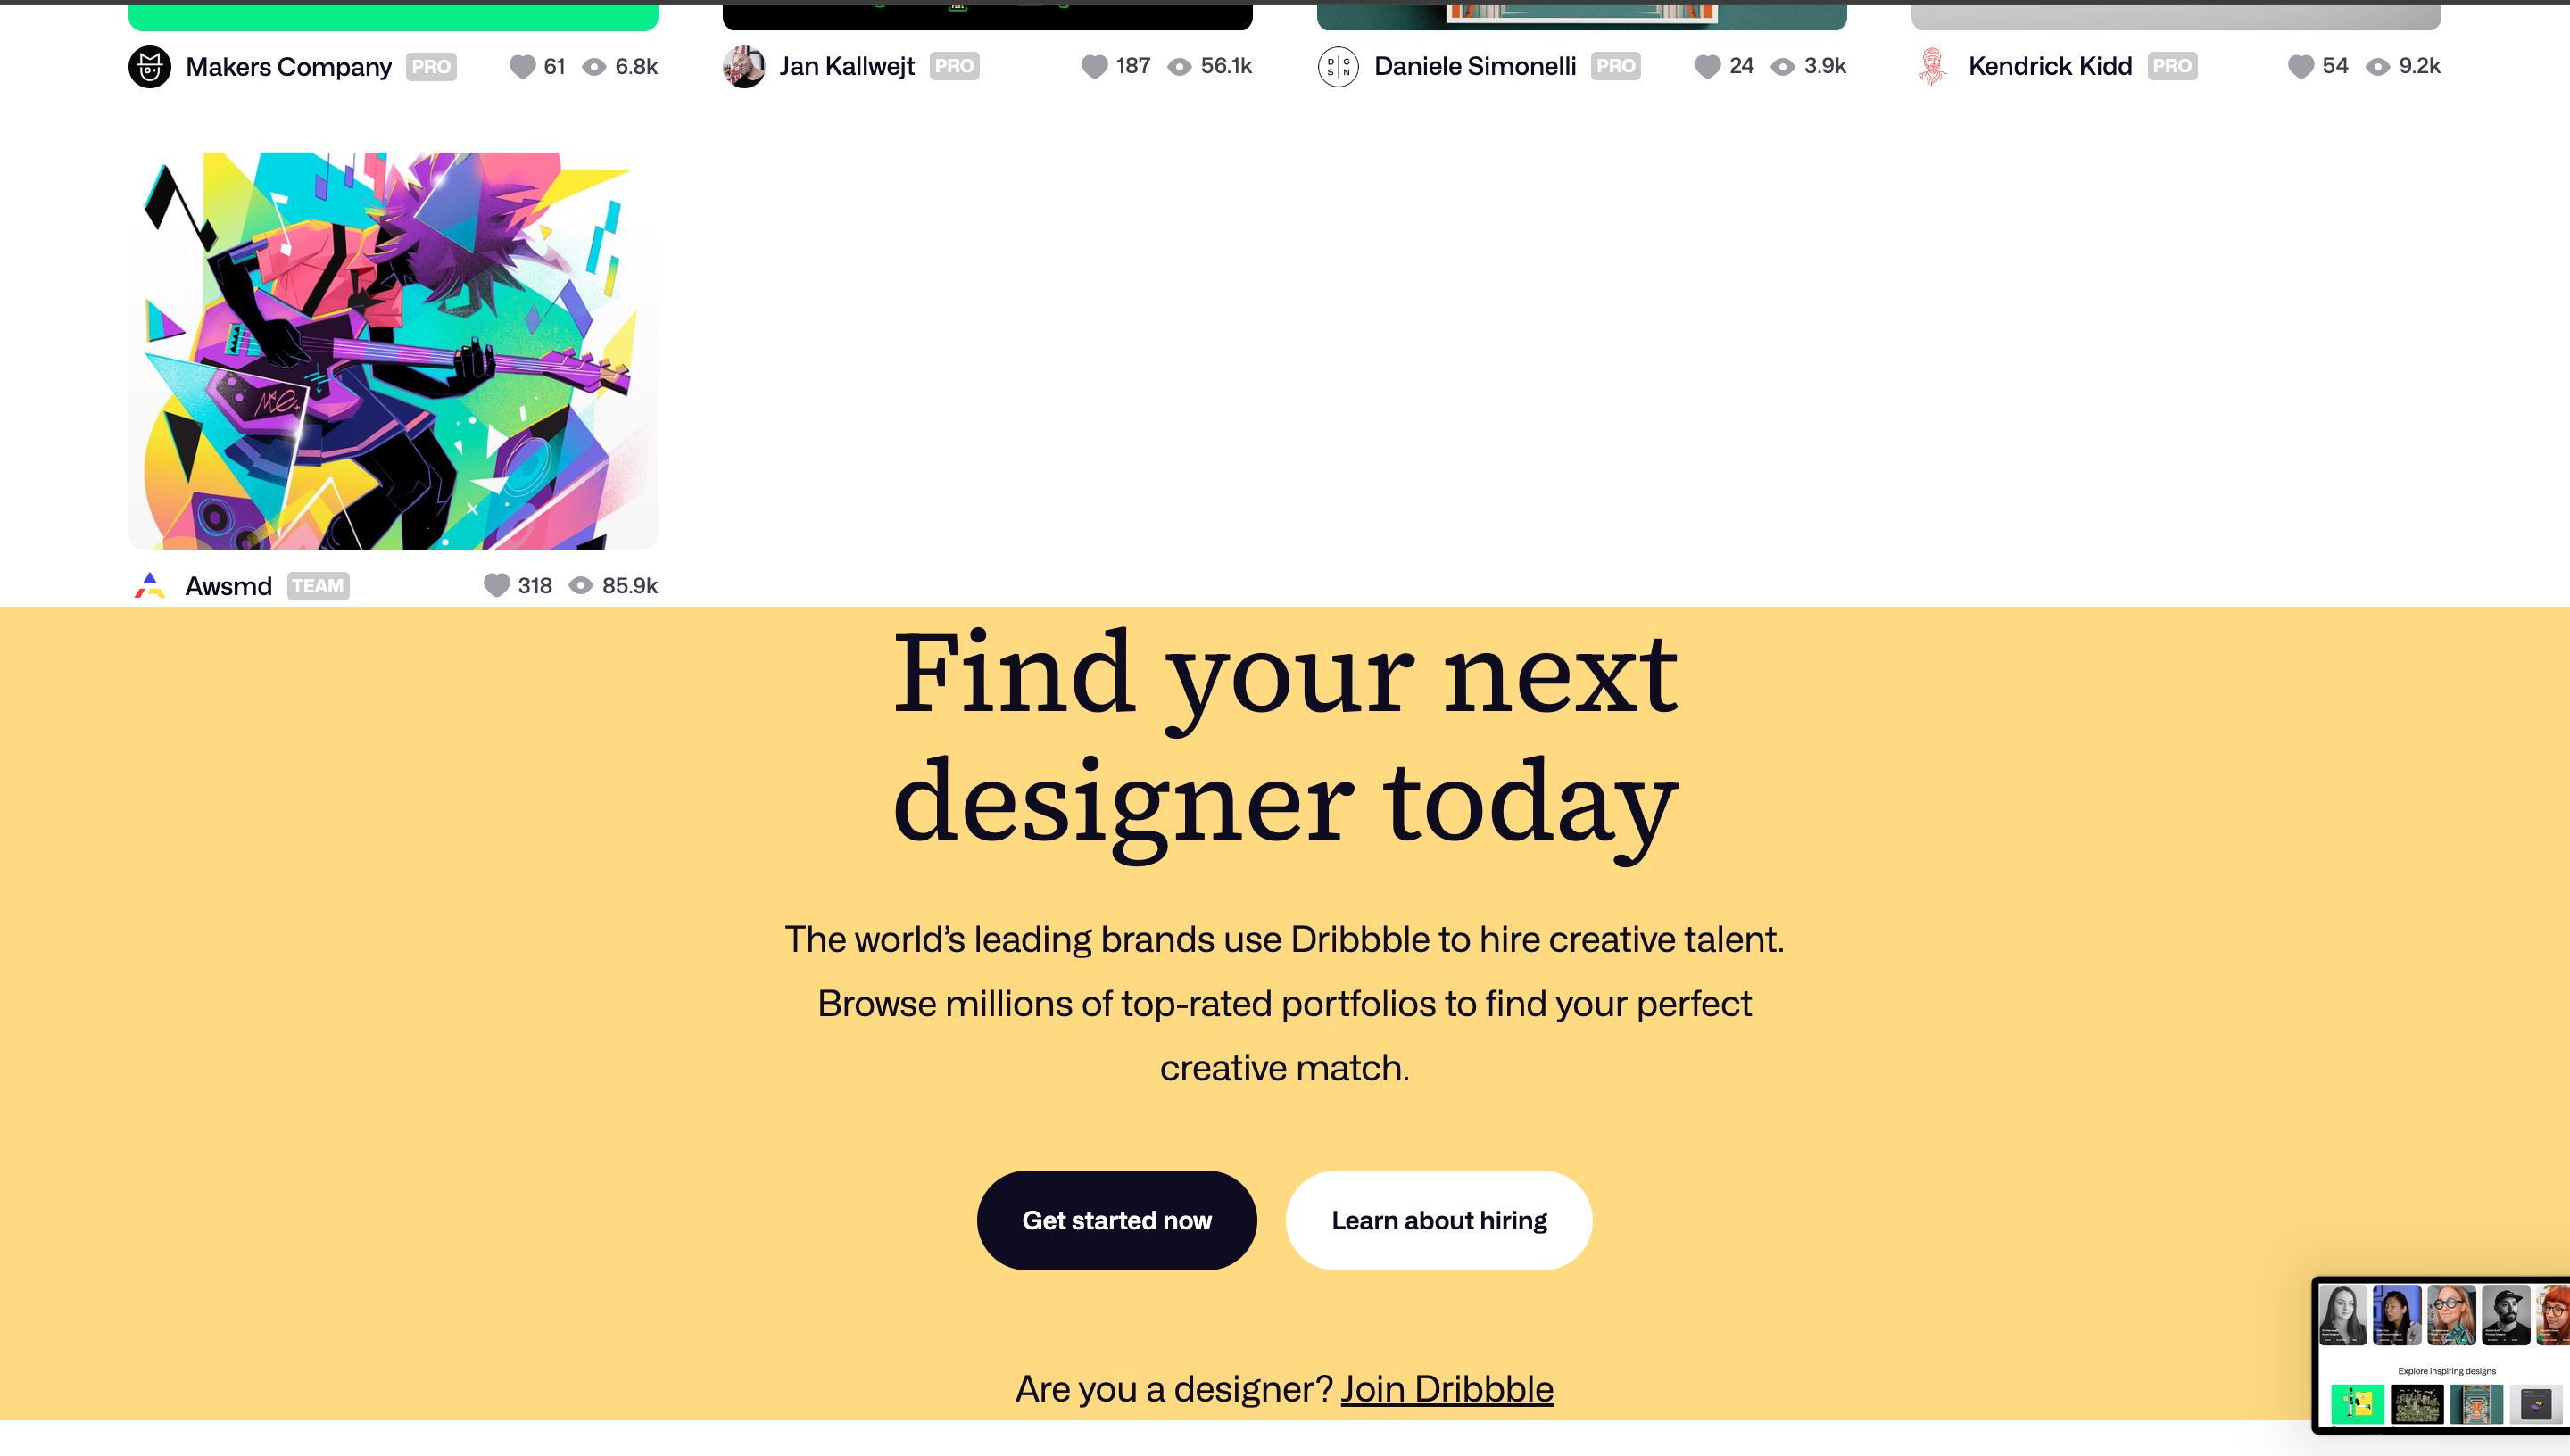 Makers Company PRO 61 6.8k
Jan Kallwejt PRO 187 56.1k
DG SN Daniele Simonelli PRO 24 3.9k
Kendrick Kidd PRO 54 9.2k
Me
Awsmd TEAM 318 85.9k
Find your next
designer today
The world’s leading brands use Dribbble to hire creative talent.
Browse millions of top-rated portfolios to find your perfect
creative match.
Get started now
Learn about hiring
Are you a designer? Join Dribbble
Explore inspiring designs